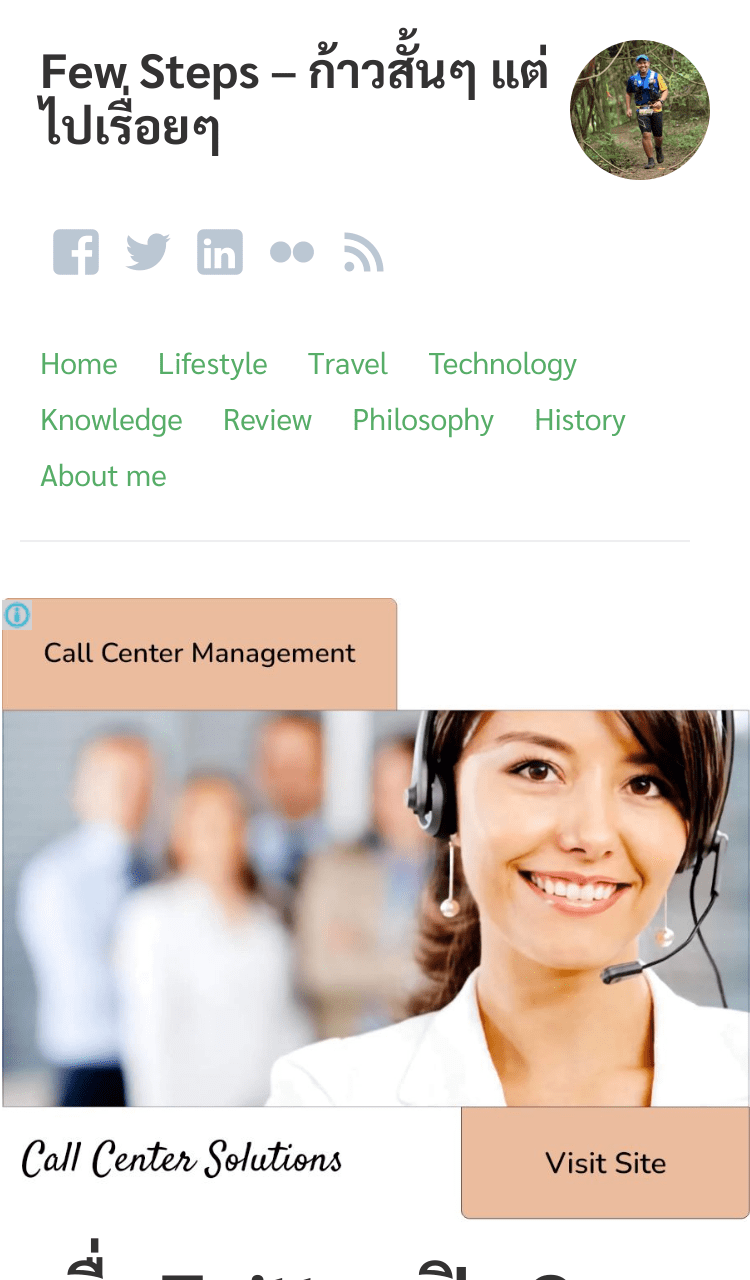 Few Steps – ก้าวสั้นๆ แต่
ไปเรื่อยๆ
Home Lifestyle Travel Technology
Knowledge Review Philosophy History
About me
Call Center Management
Call Center Solutions
Visit Site